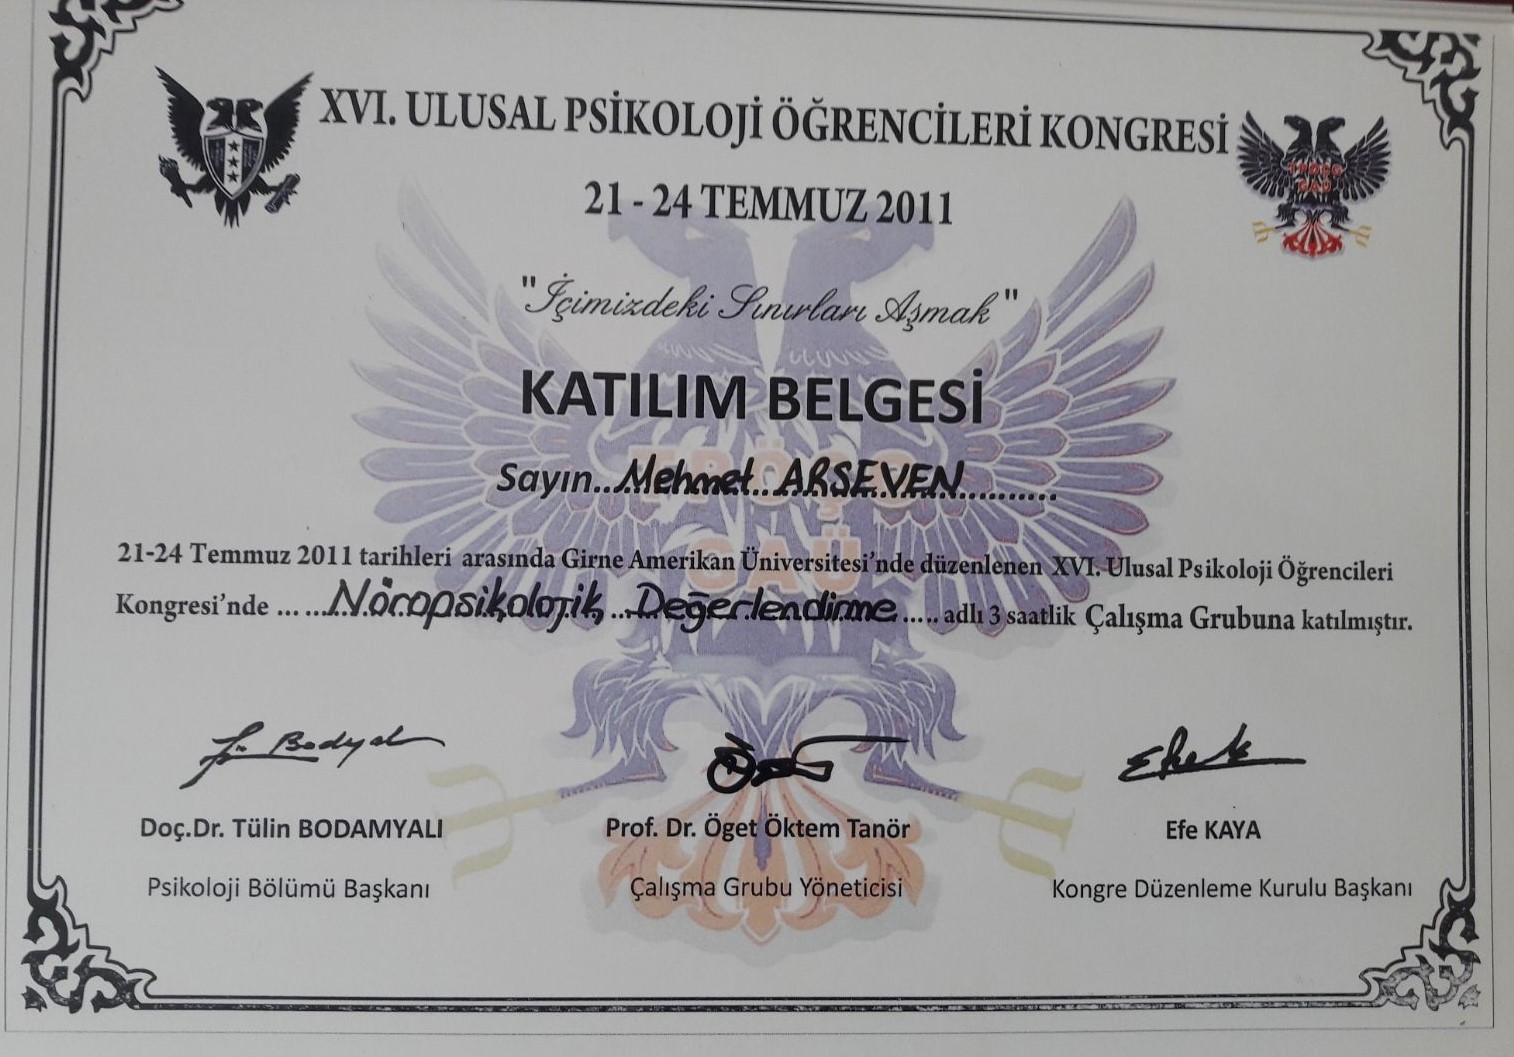 XVI. ULUSAL PSİKOLOJİ ÖĞRENCİLERİ KONGRESİ
21 - 24 TEMMUZ 2011
"İçimizdeki Sınırları Aşmak"
KATILIM BELGESİ
Sayın..Mehmet..ARSEVEN..........
21-24 Temmuz 2011 tarihleri arasında Girne Amerikan Üniversitesi'nde düzenlenen XVI. Ulusal Psikoloji Öğrencileri
Kongresi'nde ......Nöropsikolojik...Değerlendirme..... adlı 3 saatlik Çalışma Grubuna katılmıştır.
Doç.Dr. Tülin BODAMYALI
Prof. Dr. Öget Öktem Tanör
Efe KAYA
Psikoloji Bölümü Başkanı
Çalışma Grubu Yöneticisi
Kongre Düzenleme Kurulu Başkanı